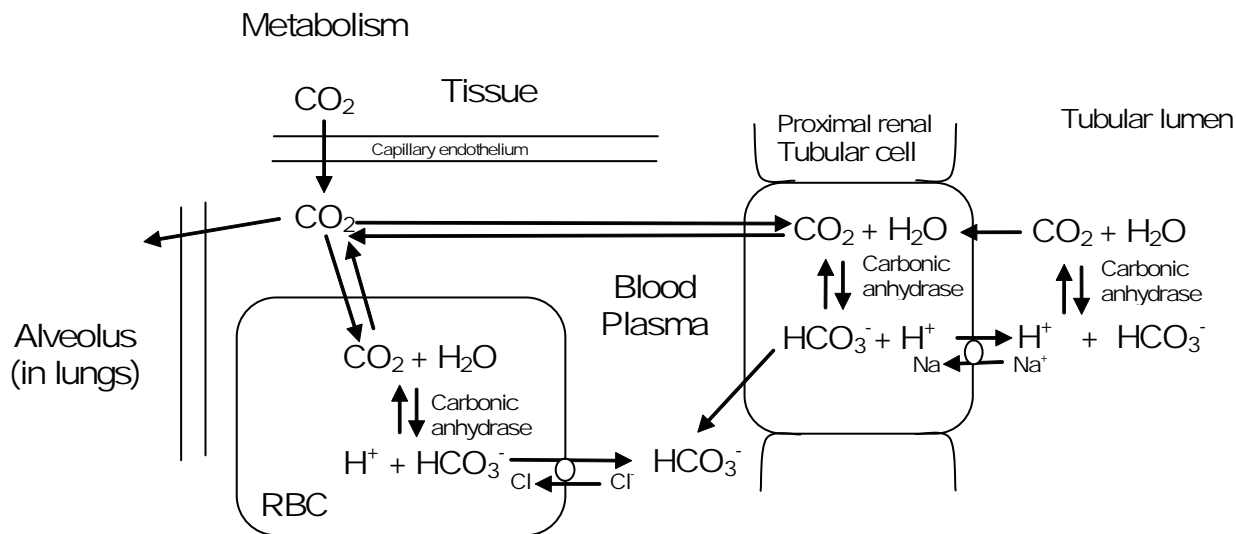 Metabolism
CO₂
Tissue
Capillary endothelium
Proximal renal
Tubular cell
Tubular lumen
CO₂
CO₂ + H₂O
CO₂ + H₂O
Carbonic
anhydrase
Carbonic
anhydrase
Blood
Plasma
HCO₃⁻ + H⁺
H⁺ + HCO₃⁻
Na
Na⁺
Alveolus
(in lungs)
CO₂ + H₂O
Carbonic
anhydrase
H⁺ + HCO₃⁻
HCO₃⁻
Cl
Cl⁻
RBC